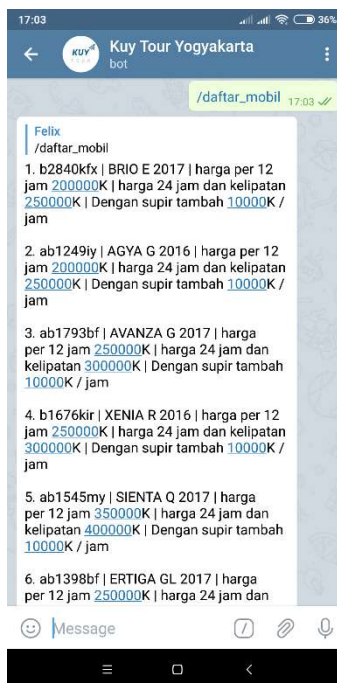 17:03
36%
KUY
TOUR
Kuy Tour Yogyakarta
bot
/daftar_mobil 17:03
Felix
/daftar_mobil
1. b2840kfx | BRIO E 2017 | harga per 12
jam 200000K | harga 24 jam dan kelipatan
250000K | Dengan supir tambah 10000K /
jam
2. ab1249iy | AGYA G 2016 | harga per 12
jam 200000K | harga 24 jam dan kelipatan
250000K | Dengan supir tambah 10000K /
jam
3. ab1793bf | AVANZA G 2017 | harga
per 12 jam 250000K | harga 24 jam dan
kelipatan 300000K | Dengan supir tambah
10000K / jam
4. b1676kir | XENIA R 2016 | harga per 12
jam 250000K | harga 24 jam dan kelipatan
300000K | Dengan supir tambah 10000K /
jam
5. ab1545my | SIENTA Q 2017 | harga
per 12 jam 350000K | harga 24 jam dan
kelipatan 400000K | Dengan supir tambah
10000K / jam
6. ab1398bf | ERTIGA GL 2017 | harga
per 12 jam 250000K | harga 24 jam dan
Message